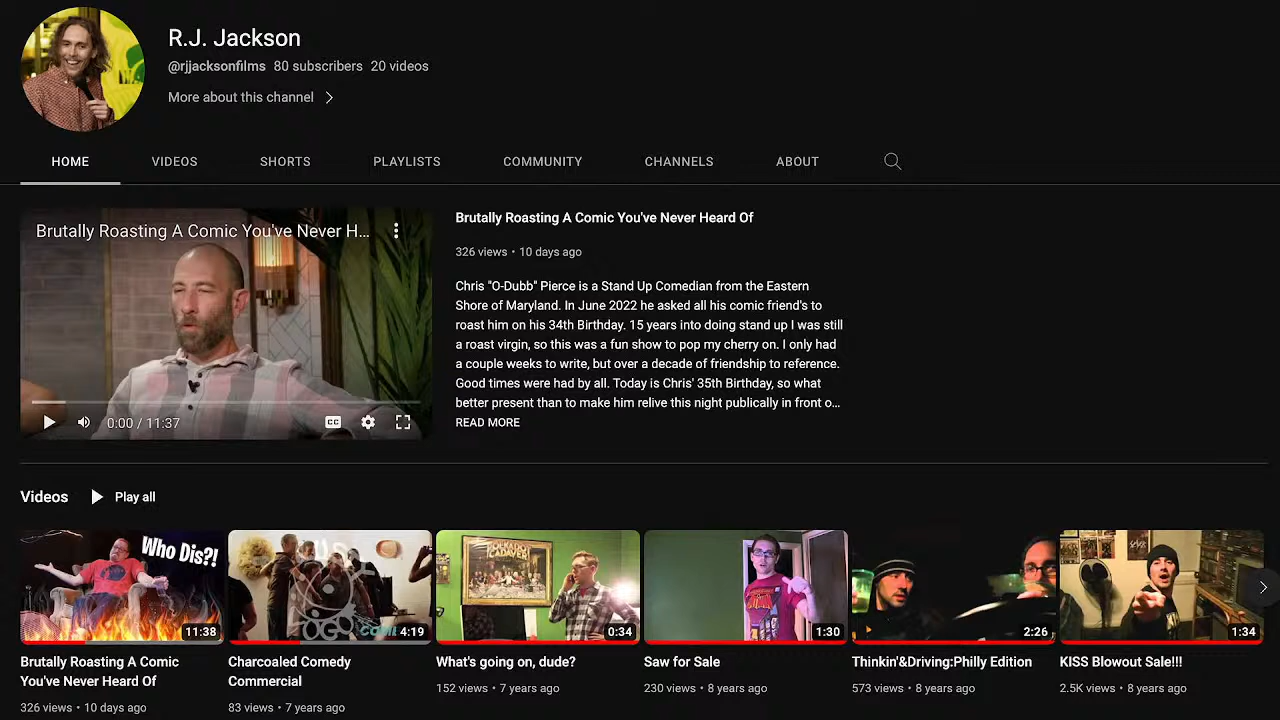 R.J. Jackson
@rjjacksonfilms 80 subscribers 20 videos
More about this channel
HOME VIDEOS SHORTS PLAYLISTS COMMUNITY CHANNELS ABOUT
Brutally Roasting A Comic You've Never H...
0:00 / 11:37
CC
Brutally Roasting A Comic You've Never Heard Of
326 views • 10 days ago
Chris "O-Dubb" Pierce is a Stand Up Comedian from the Eastern
Shore of Maryland. In June 2022 he asked all his comic friend's to
roast him on his 34th Birthday. 15 years into doing stand up I was still
a roast virgin, so this was a fun show to pop my cherry on. I only had
a couple weeks to write, but over a decade of friendship to reference.
Good times were had by all. Today is Chris' 35th Birthday, so what
better present than to make him relive this night publically in front o...
READ MORE
Videos Play all
Who Dis?!
11:38
Brutally Roasting A Comic
You've Never Heard Of
326 views • 10 days ago
4:19
Charcoaled Comedy
Commercial
83 views • 7 years ago
CADAVER
0:34
What's going on, dude?
152 views • 7 years ago
1:30
Saw for Sale
230 views • 8 years ago
2:26
Thinkin'&Driving:Philly Edition
573 views • 8 years ago
1:34
KISS Blowout Sale!!!
2.5K views • 8 years ago